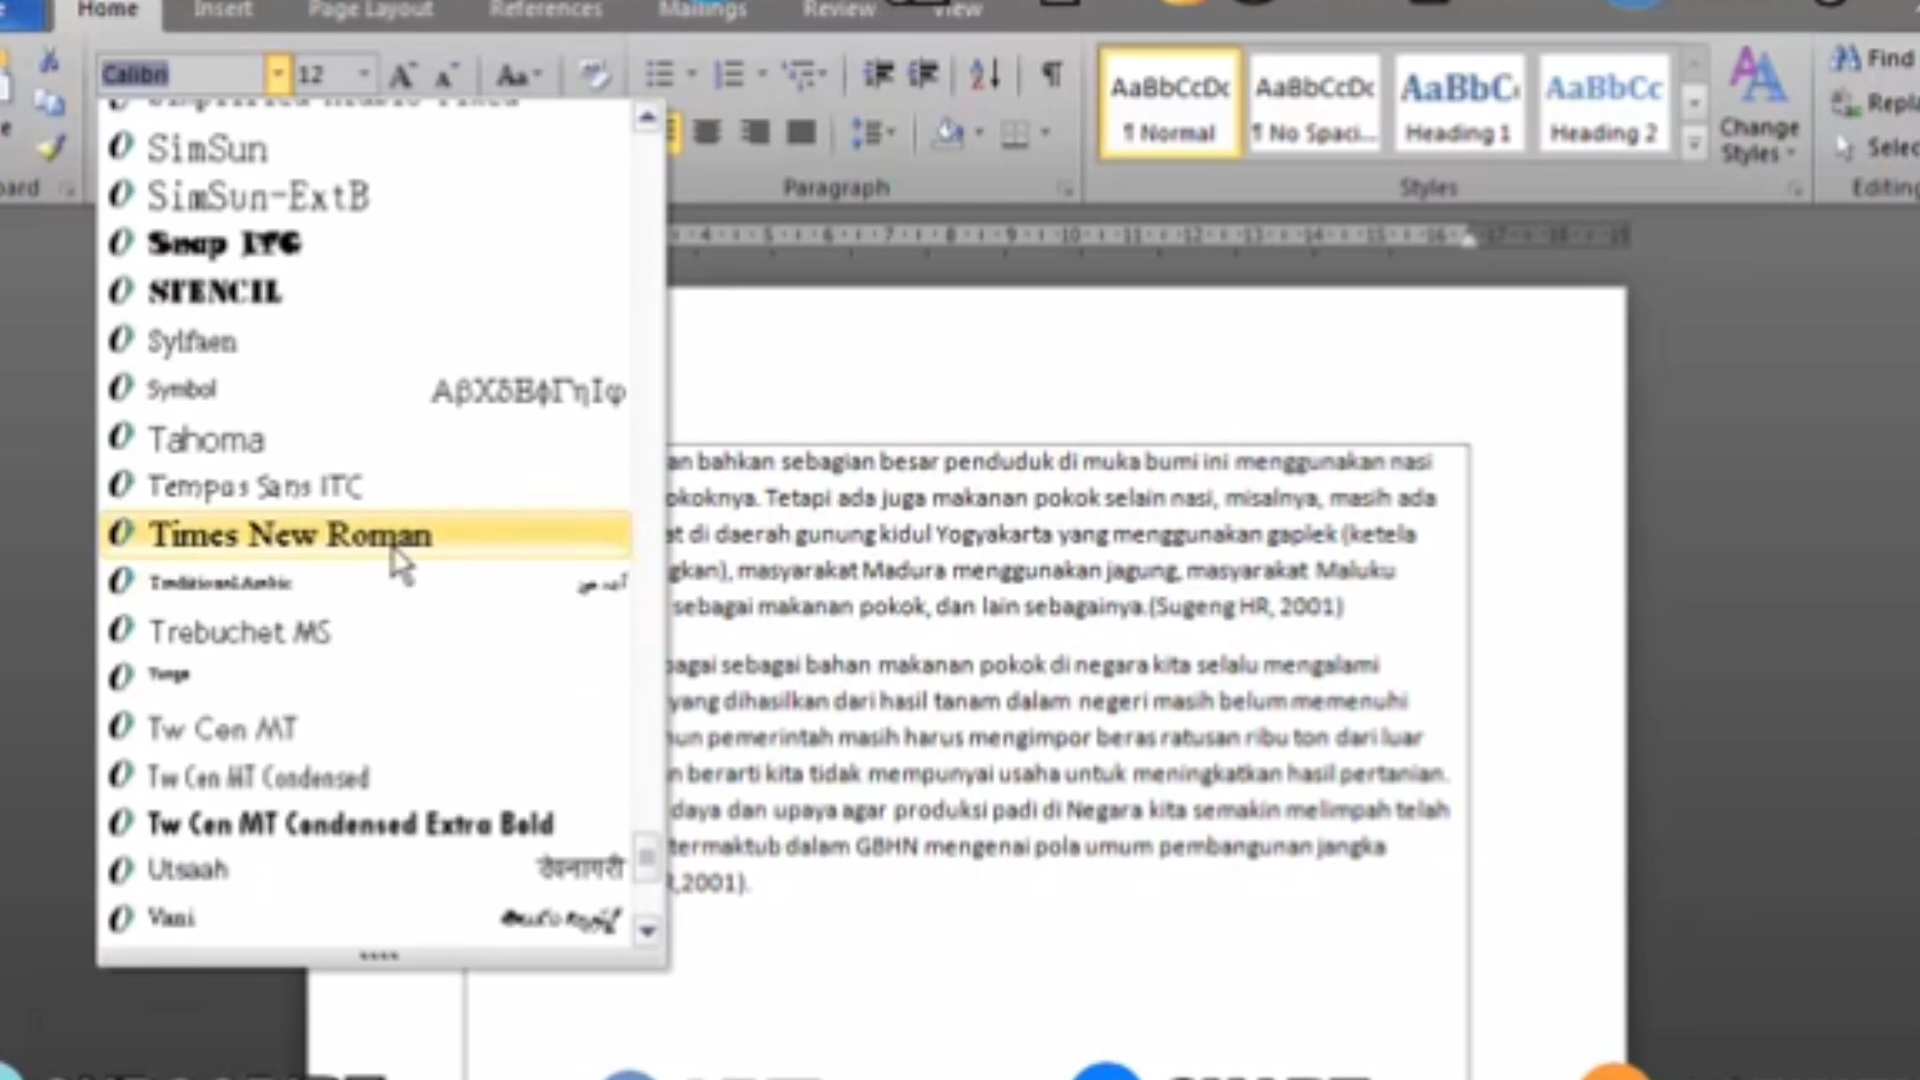 Home Insert Page Layout References Mailings Review View
Calibri 12
Find
Styles
Paragraph
AaBbCcDc AaBbCcDc AaBbC AaBbCc
¶ Normal ¶ No Spaci... Heading 1 Heading 2
Change
Styles
Editing
SimSun
SimSun-ExtB
Snap ITC
STENCIL
Sylfaen
Symbol ΑβΧδΕφΓηΙφ
Tahoma
Tempus Sans ITC
Times New Roman
Traditional Arabic
Trebuchet MS
Tunga
Tw Cen MT
Tw Cen MT Condensed
Tw Cen MT Condensed Extra Bold
Utsaah देवनागरी
Vani
an bahkan sebagian besar penduduk di muka bumi ini menggunakan nasi
okoknya. Tetapi ada juga makanan pokok selain nasi, misalnya, masih ada
at di daerah gunung kidul Yogyakarta yang menggunakan gaplek (ketela
gkan), masyarakat Madura menggunakan jagung, masyarakat Maluku
sebagai makanan pokok, dan lain sebagainya.(Sugeng HR, 2001)
bagai sebagai bahan makanan pokok di negara kita selalu mengalami
yang dihasilkan dari hasil tanam dalam negeri masih belum memenuhi
un pemerintah masih harus mengimpor beras ratusan ribu ton dari luar
n berarti kita tidak mempunyai usaha untuk meningkatkan hasil pertanian.
daya dan upaya agar produksi padi di Negara kita semakin melimpah telah
termaktub dalam GBHN mengenai pola umum pembangunan jangka
,2001).